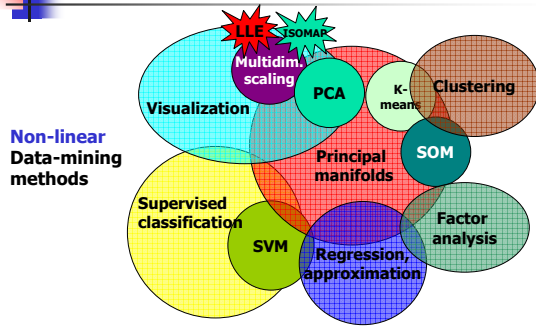 LLE
ISOMAP
Multidim.
scaling
PCA
K-
means
Clustering
Visualization
Non-linear
Data-mining
methods
Principal
manifolds
SOM
Supervised
classification
SVM
Regression,
approximation
Factor
analysis